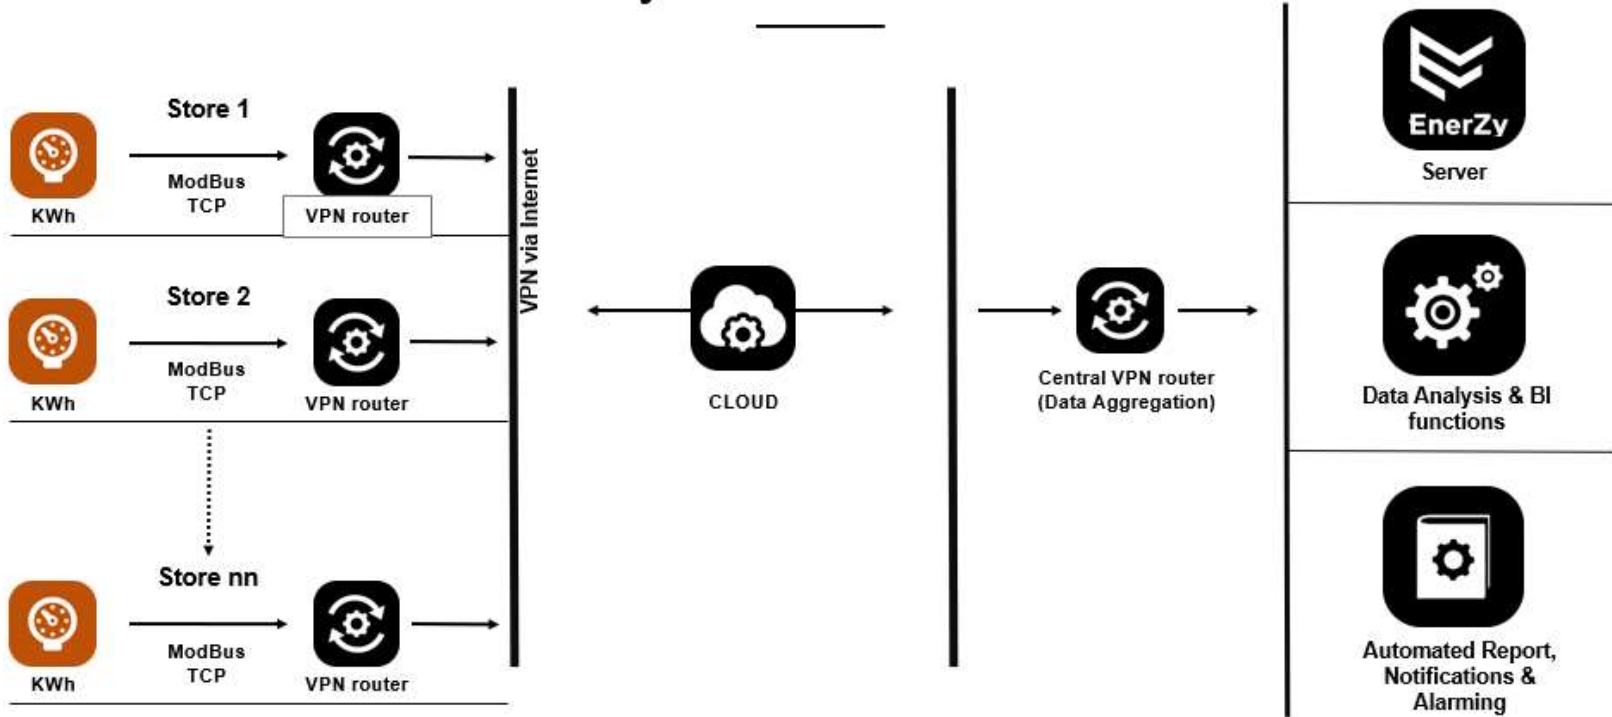 Store 1
ModBus
TCP
KWh
VPN router
Store 2
ModBus
TCP
KWh
VPN router
Store nn
ModBus
TCP
KWh
VPN router
VPN via Internet
CLOUD
Central VPN router
(Data Aggregation)
EnerZy
Server
Data Analysis & BI
functions
Automated Report,
Notifications &
Alarming